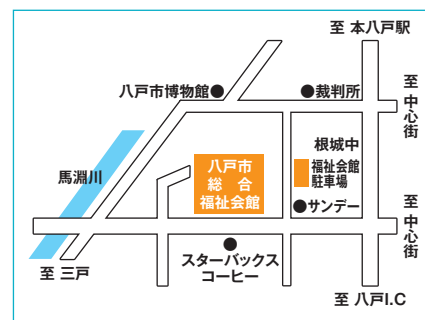 至 本八戸駅
八戸市博物館
裁判所
至 中心街
根城中
馬淵川
八戸市
総合
福祉会館
福祉会館
駐車場
サンデー
至 中心街
スターバックス
コーヒー
至 三戸
至 八戸I.C